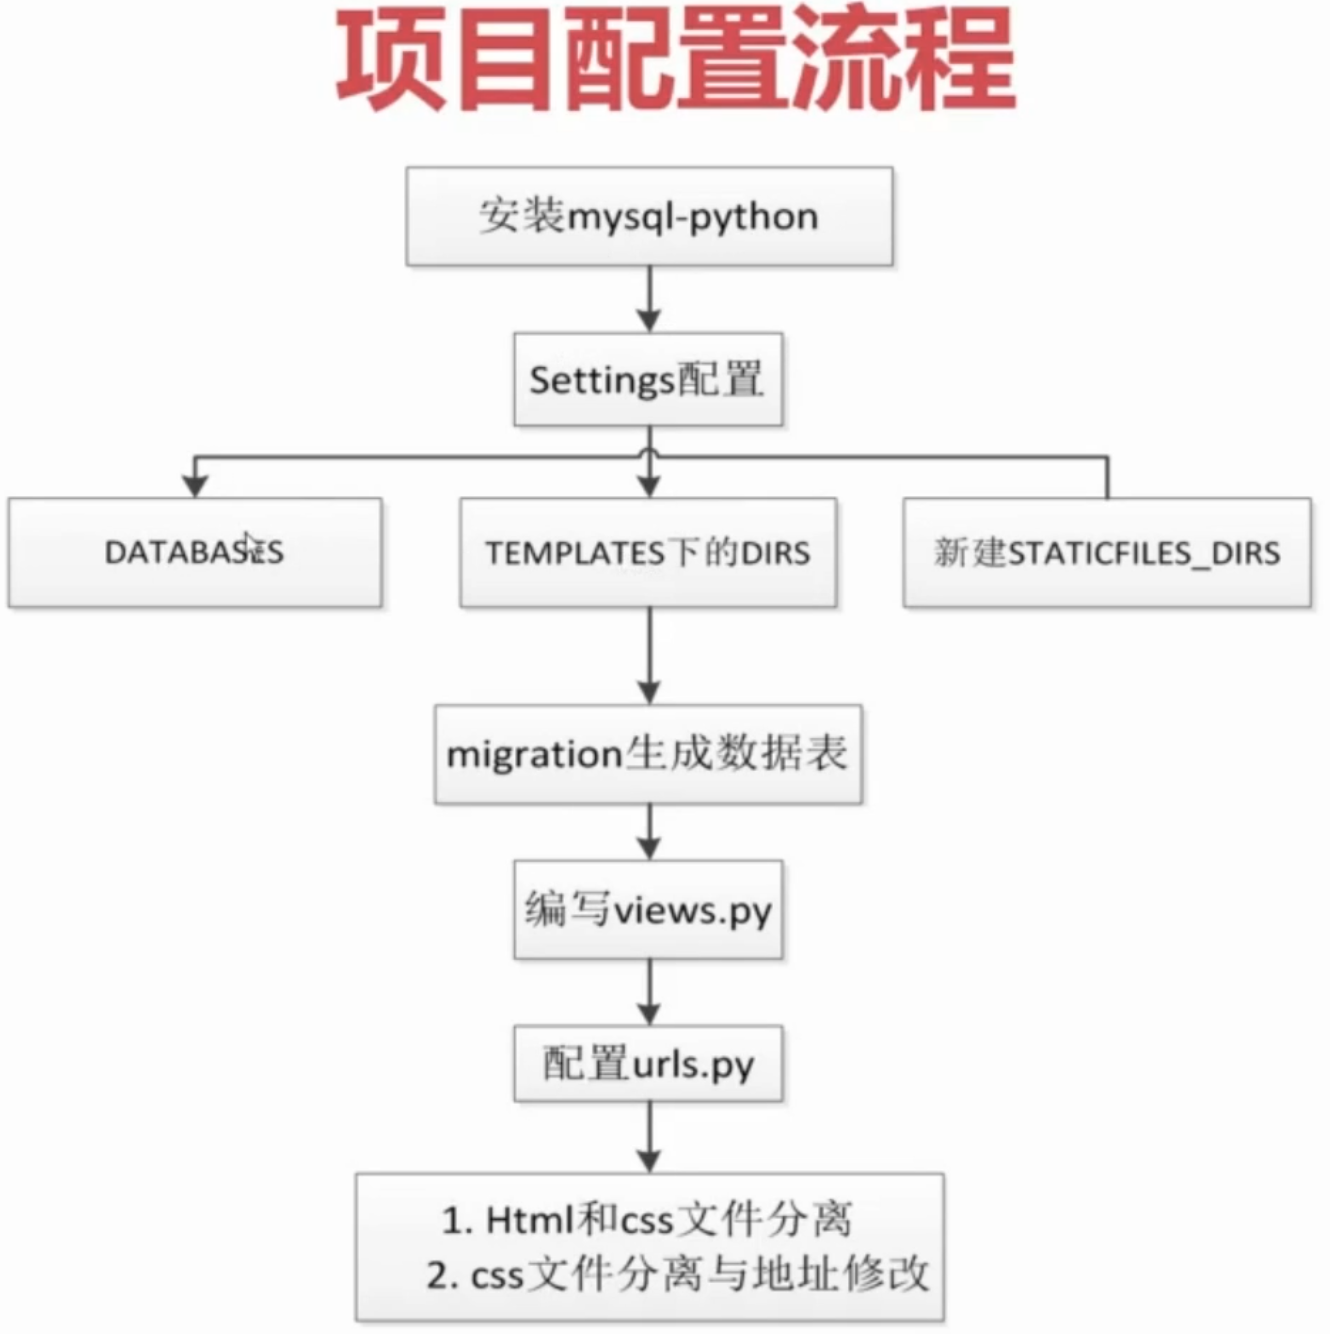 项目配置流程
安装mysql-python
Settings配置
DATABASES
TEMPLATES下的DIRS
新建STATICFILES_DIRS
migration生成数据表
编写views.py
配置urls.py
1. Html和css文件分离
2. css文件分离与地址修改